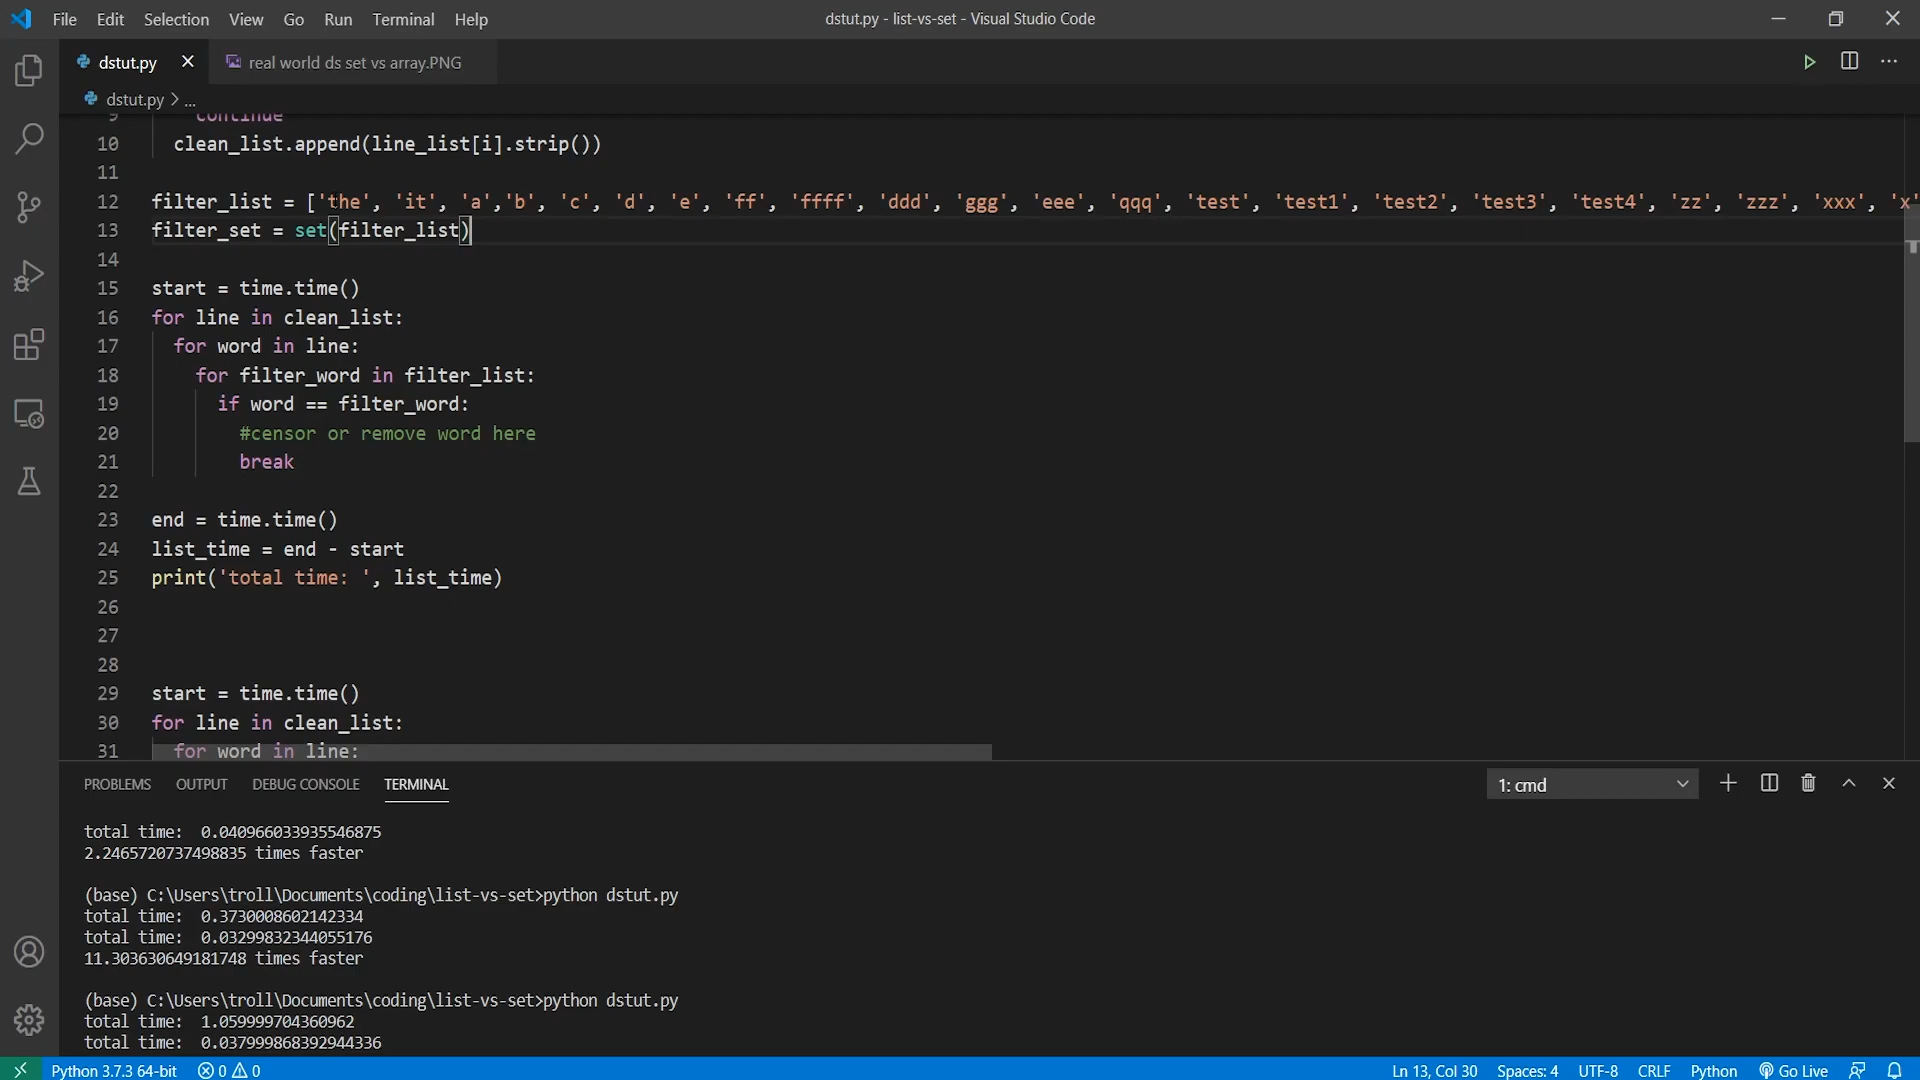 File Edit Selection View Go Run Terminal Help
dstut.py - list-vs-set - Visual Studio Code
dstut.py
real world ds set vs array.PNG
dstut.py > ...
9 continue
10 clean_list.append(line_list[i].strip())
11
12 filter_list = ['the', 'it', 'a','b', 'c', 'd', 'e', 'ff', 'ffff', 'ddd', 'ggg', 'eee', 'qqq', 'test', 'test1', 'test2', 'test3', 'test4', 'zz', 'zzz', 'xxx', 'x'
13 filter_set = set(filter_list)
14
15 start = time.time()
16 for line in clean_list:
17 for word in line:
18 for filter_word in filter_list:
19 if word == filter_word:
20 #censor or remove word here
21 break
22
23 end = time.time()
24 list_time = end - start
25 print('total time: ', list_time)
26
27
28
29 start = time.time()
30 for line in clean_list:
31 for word in line:
PROBLEMS OUTPUT DEBUG CONSOLE TERMINAL
1: cmd
total time: 0.040966033935546875
2.2465720737498835 times faster
(base) C:\Users\troll\Documents\coding\list-vs-set>python dstut.py
total time: 0.3730008602142334
total time: 0.03299832344055176
11.303630649181748 times faster
(base) C:\Users\troll\Documents\coding\list-vs-set>python dstut.py
total time: 1.059999704360962
total time: 0.037999868392944336
Python 3.7.3 64-bit 0 0
Ln 13, Col 30 Spaces: 4 UTF-8 CRLF Python Go Live